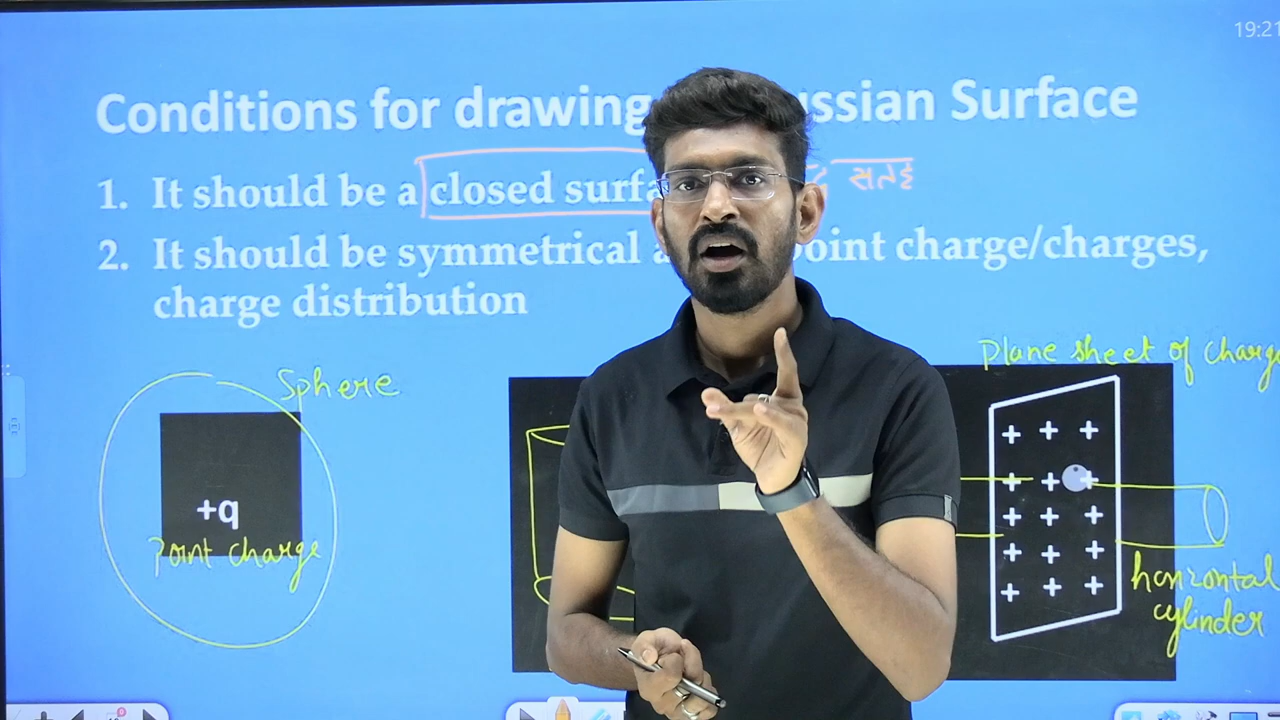 19:21
Conditions for drawing ussian Surface
1. It should be a closed surfa सतह
2. It should be symmetrical a point charge/charges,
charge distribution
Sphere
Plane sheet of charge
+q
Point charge
+ + +
+ + +
+ + +
+ + +
+ + +
horizontal
cylinder